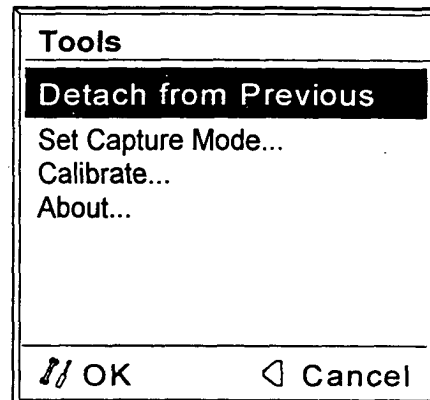 Tools
Detach from Previous
Set Capture Mode...
Calibrate...
About...
OK Cancel